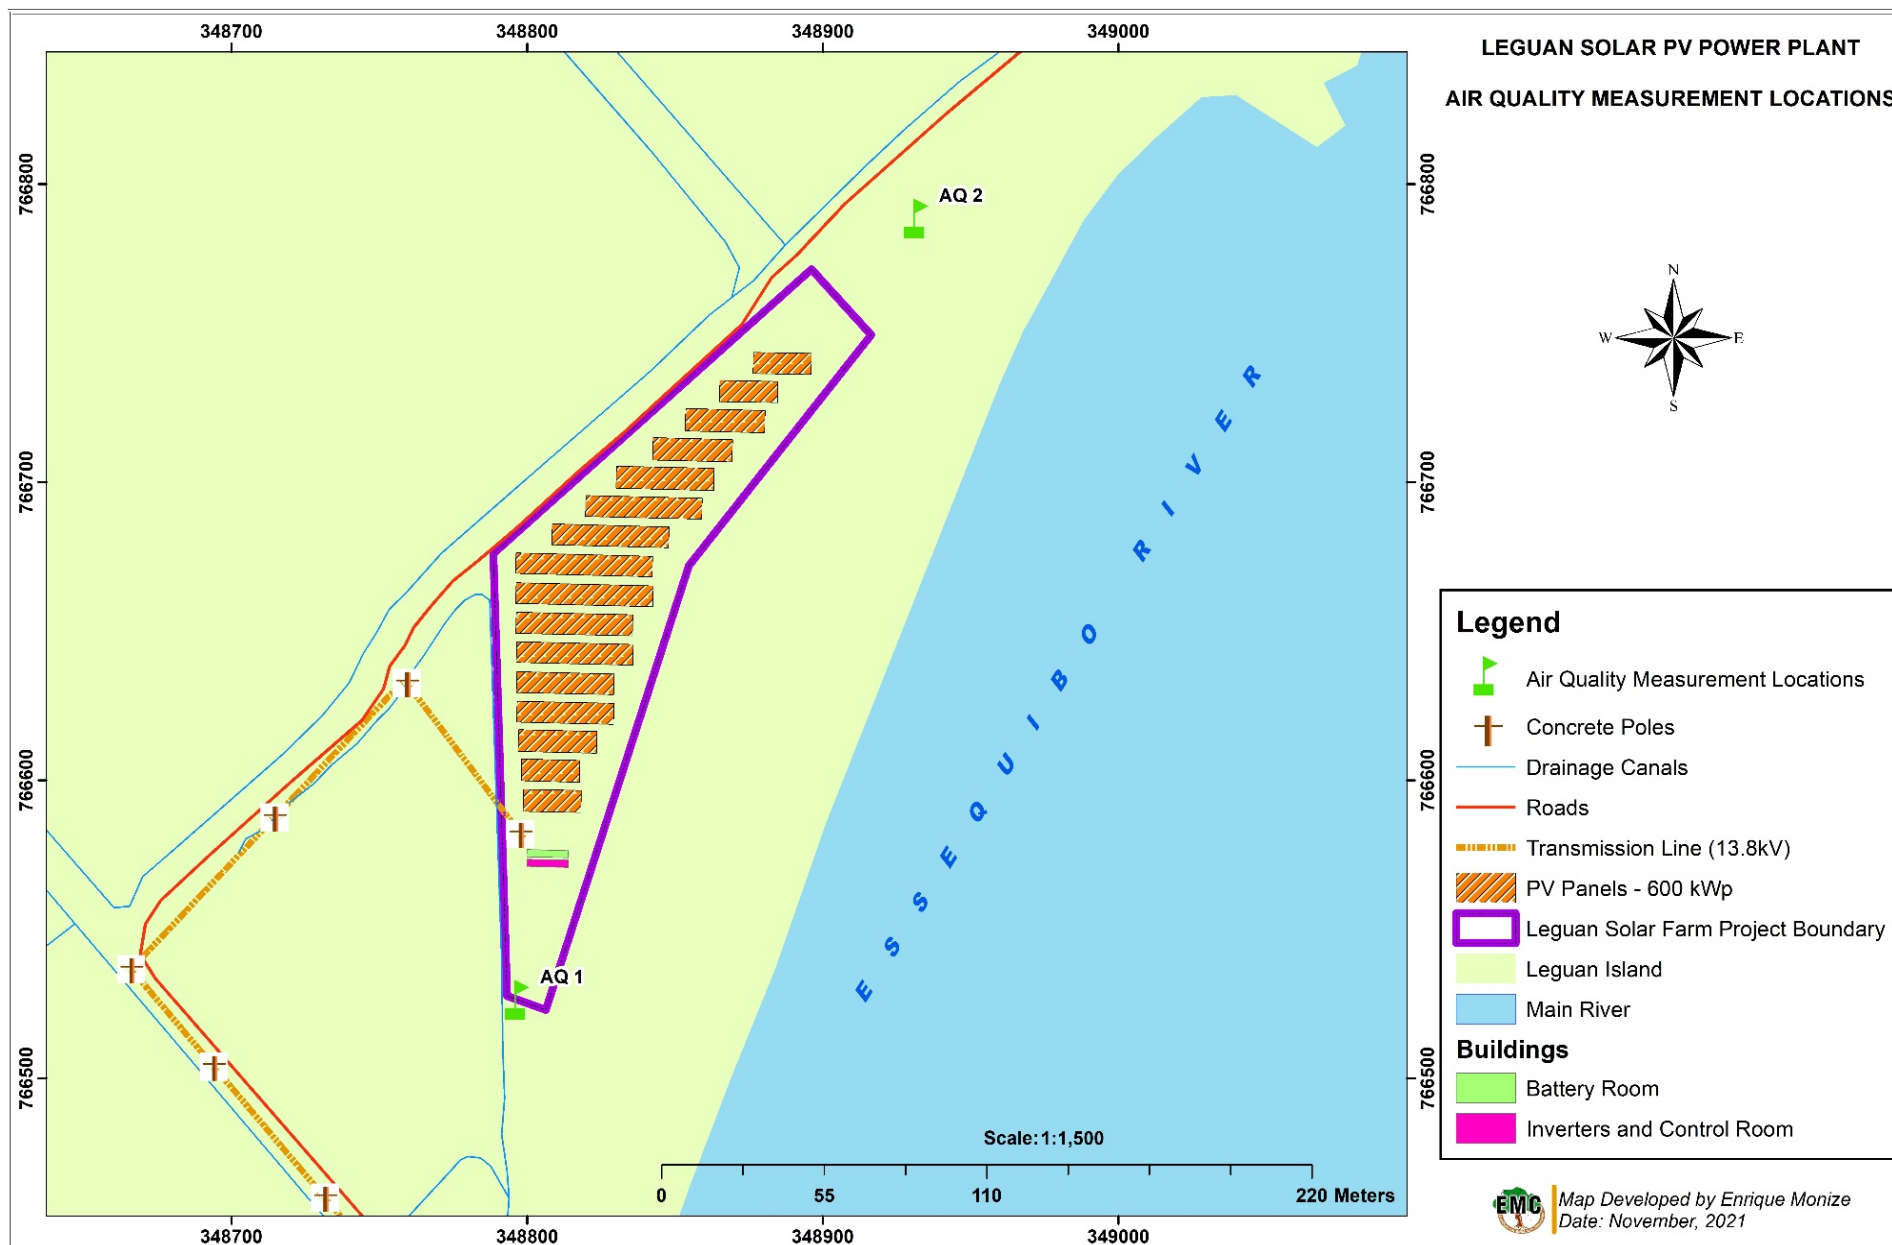 LEGUAN SOLAR PV POWER PLANT
AIR QUALITY MEASUREMENT LOCATIONS
348700 348800 348900 349000
766800 766800
766700 766700
766600 766600
766500 766500
348700 348800 348900 349000
AQ 2
AQ 1
ESSEQUIBO RIVER
Scale: 1:1,500
0 55 110 220 Meters
N
W E
S
Legend
Air Quality Measurement Locations
Concrete Poles
Drainage Canals
Roads
Transmission Line (13.8kV)
PV Panels - 600 kWp
Leguan Solar Farm Project Boundary
Leguan Island
Main River
Buildings
Battery Room
Inverters and Control Room
EMC
Map Developed by Enrique Monize
Date: November, 2021